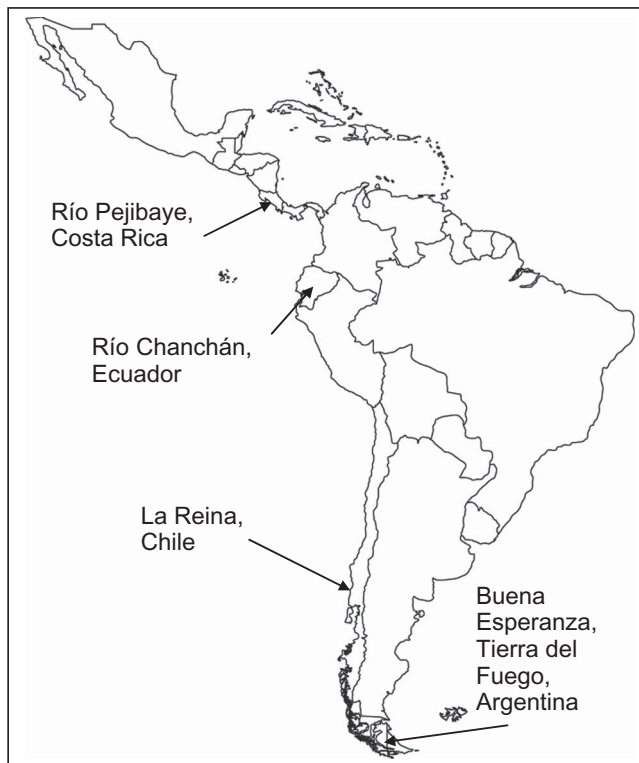 Río Pejibaye,
Costa Rica
Río Chanchán,
Ecuador
La Reina,
Chile
Buena
Esperanza,
Tierra del
Fuego,
Argentina